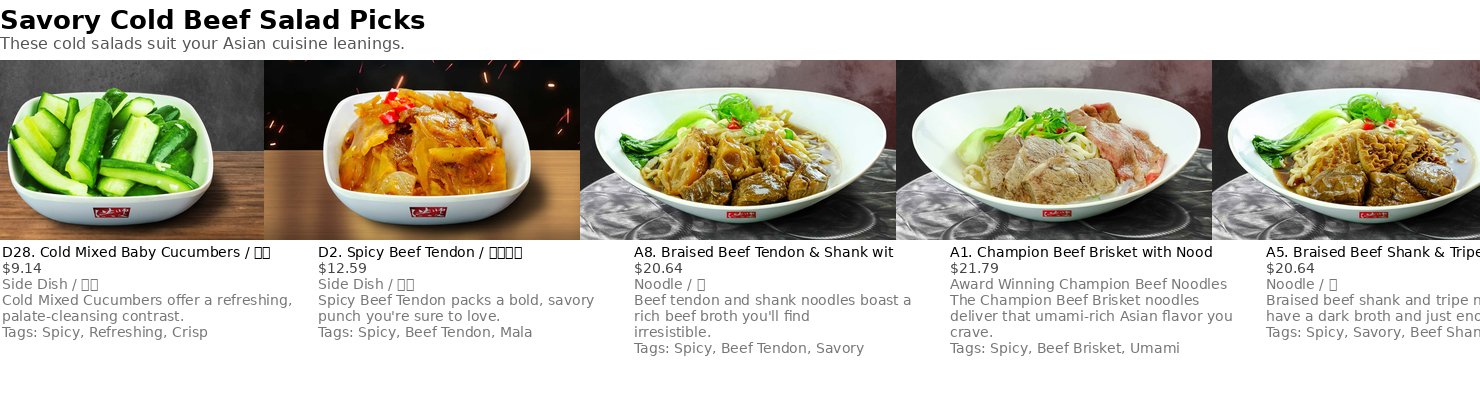 Savory Cold Beef Salad Picks
These cold salads suit your Asian cuisine leanings.
D28. Cold Mixed Baby Cucumbers /
$9.14
Side Dish /
Cold Mixed Cucumbers offer a refreshing,
palate-cleansing contrast.
Tags: Spicy, Refreshing, Crisp
D2. Spicy Beef Tendon /
$12.59
Side Dish /
Spicy Beef Tendon packs a bold, savory
punch you're sure to love.
Tags: Spicy, Beef Tendon, Mala
A8. Braised Beef Tendon & Shank wit
$20.64
Noodle /
Beef tendon and shank noodles boast a
rich beef broth you'll find
irresistible.
Tags: Spicy, Beef Tendon, Savory
A1. Champion Beef Brisket with Nood
$21.79
Award Winning Champion Beef Noodles
The Champion Beef Brisket noodles
deliver that umami-rich Asian flavor you
crave.
Tags: Spicy, Beef Brisket, Umami
A5. Braised Beef Shank & Tripe
$20.64
Noodle /
Braised beef shank and tripe n
have a dark broth and just eno
Tags: Spicy, Savory, Beef Shan